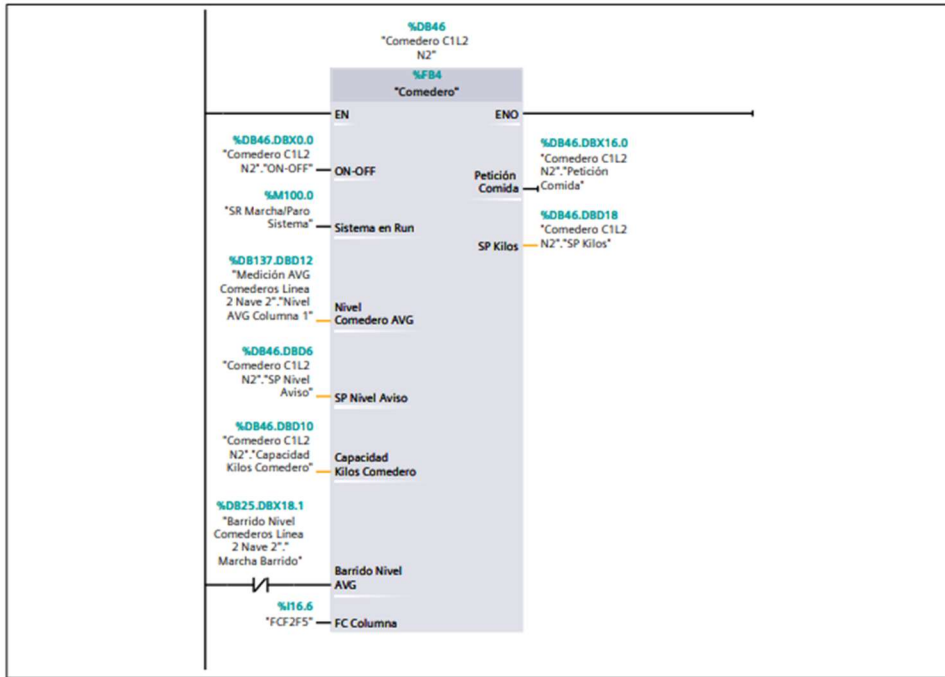 %DB46
"Comedero C1L2
N2"
%FB4
"Comedero"
EN
ENO
%DB46.DBX0.0
"Comedero C1L2
N2"."ON-OFF"
ON-OFF
%DB46.DBX16.0
"Comedero C1L2
N2"."Petición
Comida"
Petición
Comida
%M100.0
"SR Marcha/Paro
Sistema"
Sistema en Run
%DB46.DBD18
"Comedero C1L2
N2"."SP Kilos"
SP Kilos
%DB137.DBD12
"Medición AVG
Comederos Linea
2 Nave 2"."Nivel
AVG Columna 1"
Nivel
Comedero AVG
%DB46.DBD6
"Comedero C1L2
N2"."SP Nivel
Aviso"
SP Nivel Aviso
%DB46.DBD10
"Comedero C1L2
N2"."Capacidad
Kilos Comedero"
Capacidad
Kilos Comedero
%DB25.DBX18.1
"Barrido Nivel
Comederos Linea
2 Nave 2"."
Marcha Barrido"
Barrido Nivel
AVG
%I16.6
"FCF2F5"
FC Columna